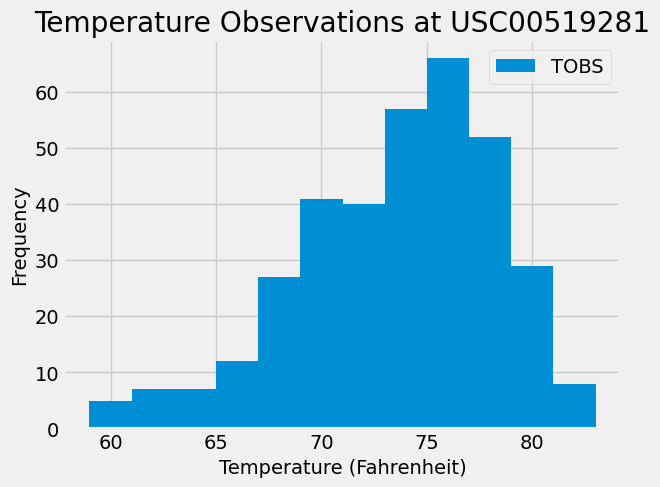 Temperature Observations at USC00519281
TOBS
Frequency
60
50
40
30
20
10
0
60 65 70 75 80
Temperature (Fahrenheit)